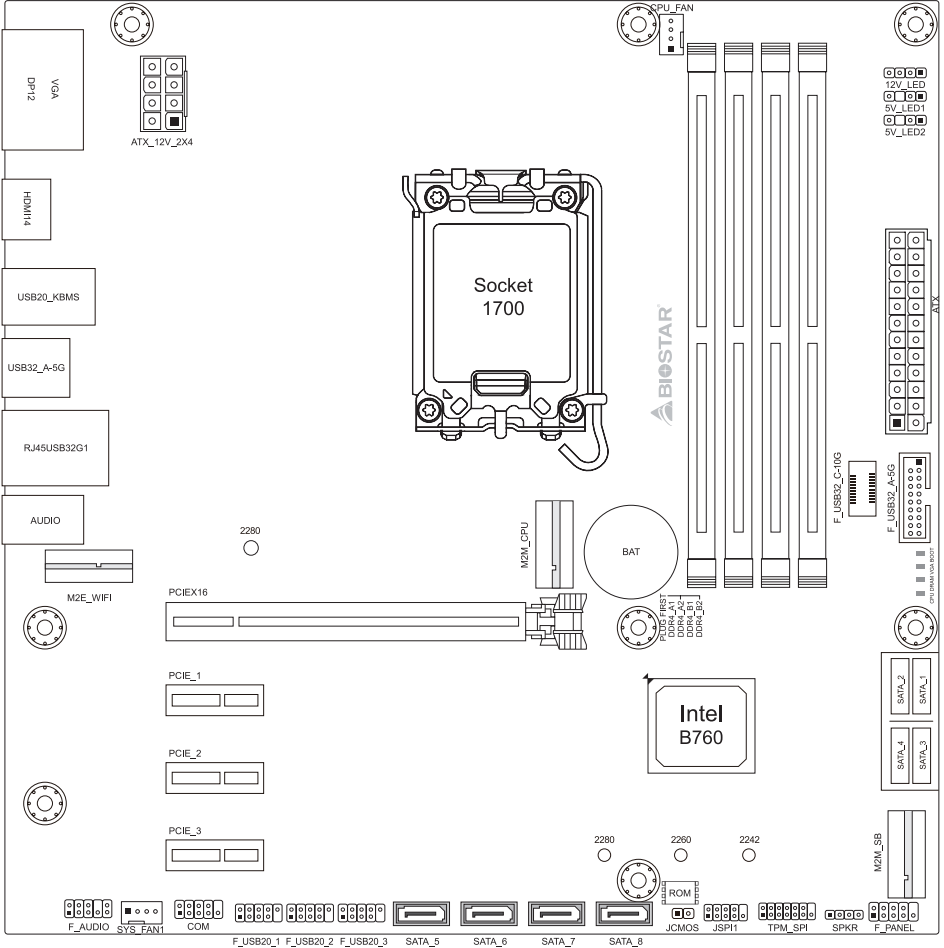 CPU_FAN
VGA
DP12
ATX_12V_2X4
12V_LED
5V_LED1
5V_LED2
HDMI14
Socket
1700
USB20_KBMS
ATX
BIOSTAR
USB32_A-5G
RJ45USB32G1
F_USB32_C-10G
F_USB32_A-5G
AUDIO
2280
M2M_CPU
BAT
CPU DRAM VGA BOOT
M2E_WIFI
PCIEX16
PLUG FIRST
DDR4_A1
DDR4_A2
DDR4_B1
DDR4_B2
PCIE_1
SATA_2
SATA_1
Intel
B760
PCIE_2
SATA_4
SATA_3
PCIE_3
2280
2260
2242
M2M_SB
ROM
F_AUDIO
SYS_FAN1
COM
JCMOS
JSPI1
TPM_SPI
SPKR
F_PANEL
F_USB20_1
F_USB20_2
F_USB20_3
SATA_5
SATA_6
SATA_7
SATA_8